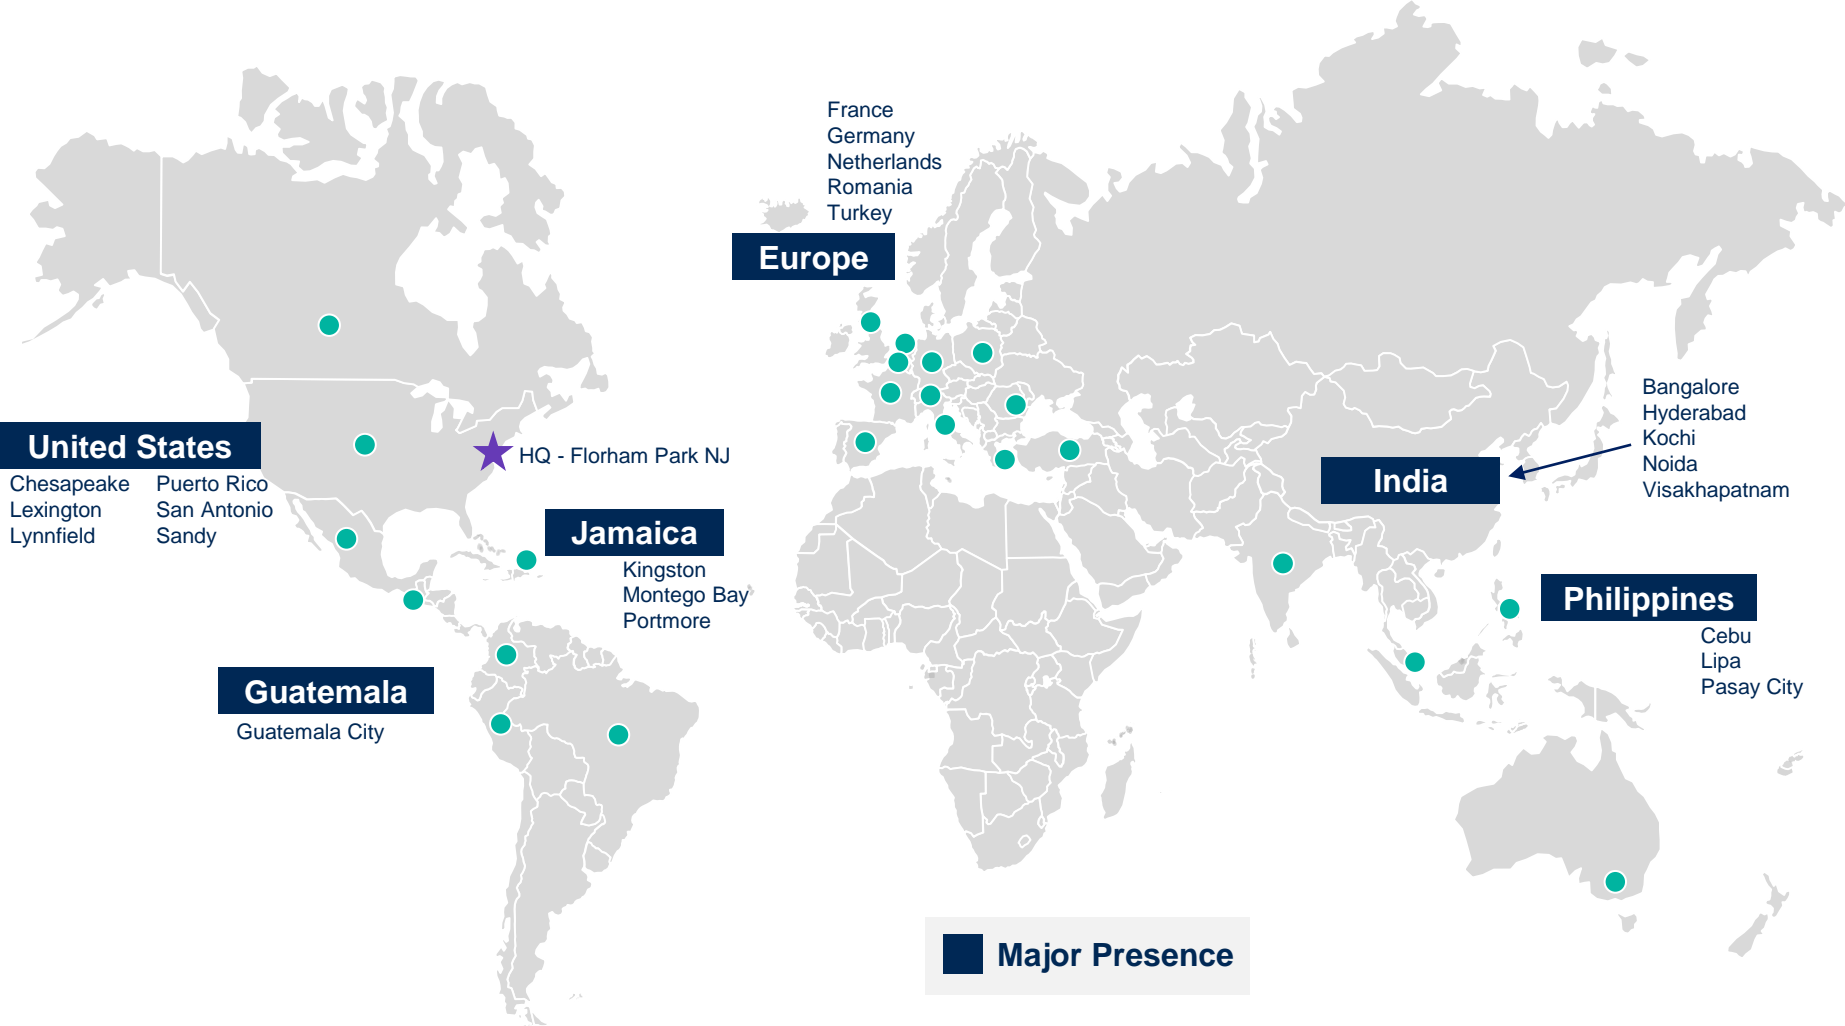 France
Germany
Netherlands
Romania
Turkey
Europe
United States
Chesapeake
Lexington
Lynnfield
Puerto Rico
San Antonio
Sandy
HQ - Florham Park NJ
Jamaica
Kingston
Montego Bay
Portmore
Guatemala
Guatemala City
India
Bangalore
Hyderabad
Kochi
Noida
Visakhapatnam
Philippines
Cebu
Lipa
Pasay City
Major Presence